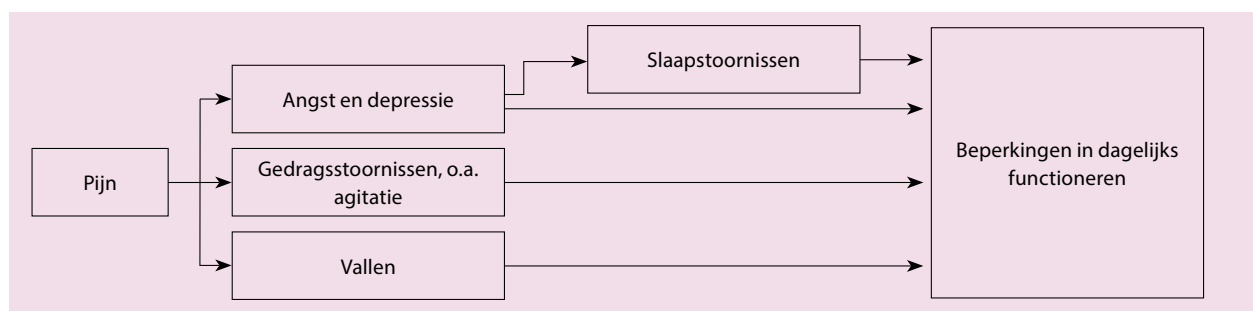 Slaapstoornissen
Angst en depressie
Pijn
Gedragsstoornissen, o.a.
agitatie
Vallen
Beperkingen in dagelijks
functioneren